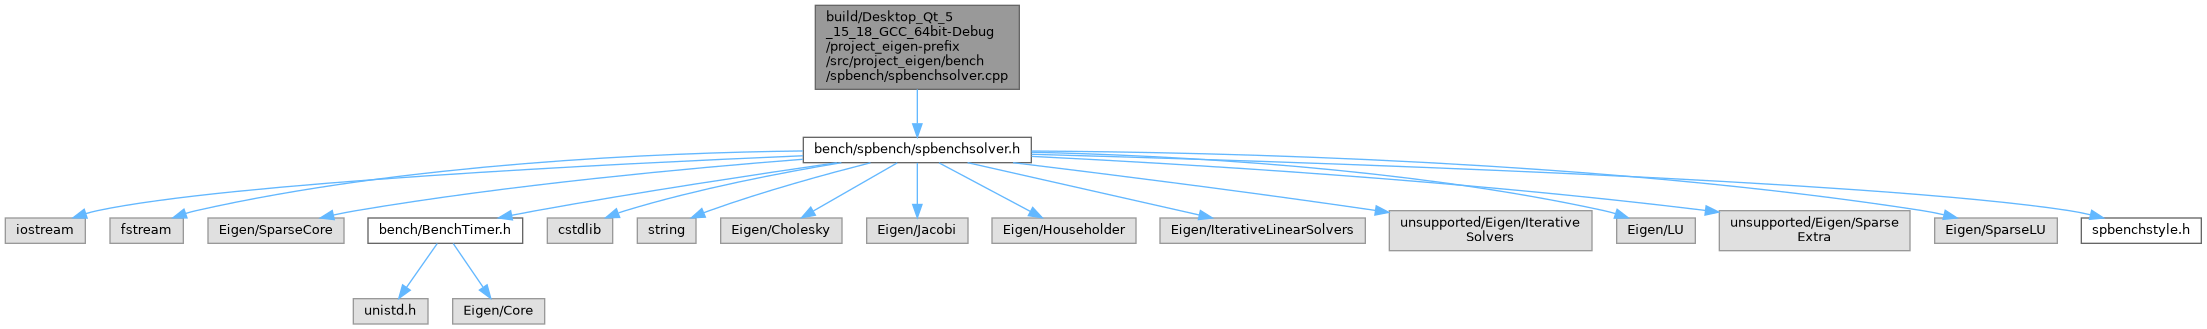 build/Desktop_Qt_5
_15_18_GCC_64bit-Debug
/project_eigen-prefix
/src/project_eigen/bench
/spbench/spbenchsolver.cpp
bench/spbench/spbenchsolver.h
iostream
fstream
Eigen/SparseCore
bench/BenchTimer.h
cstdlib
string
Eigen/Cholesky
Eigen/Jacobi
Eigen/Householder
Eigen/IterativeLinearSolvers
unsupported/Eigen/Iterative
Solvers
Eigen/LU
unsupported/Eigen/Sparse
Extra
Eigen/SparseLU
spbenchstyle.h
unistd.h
Eigen/Core